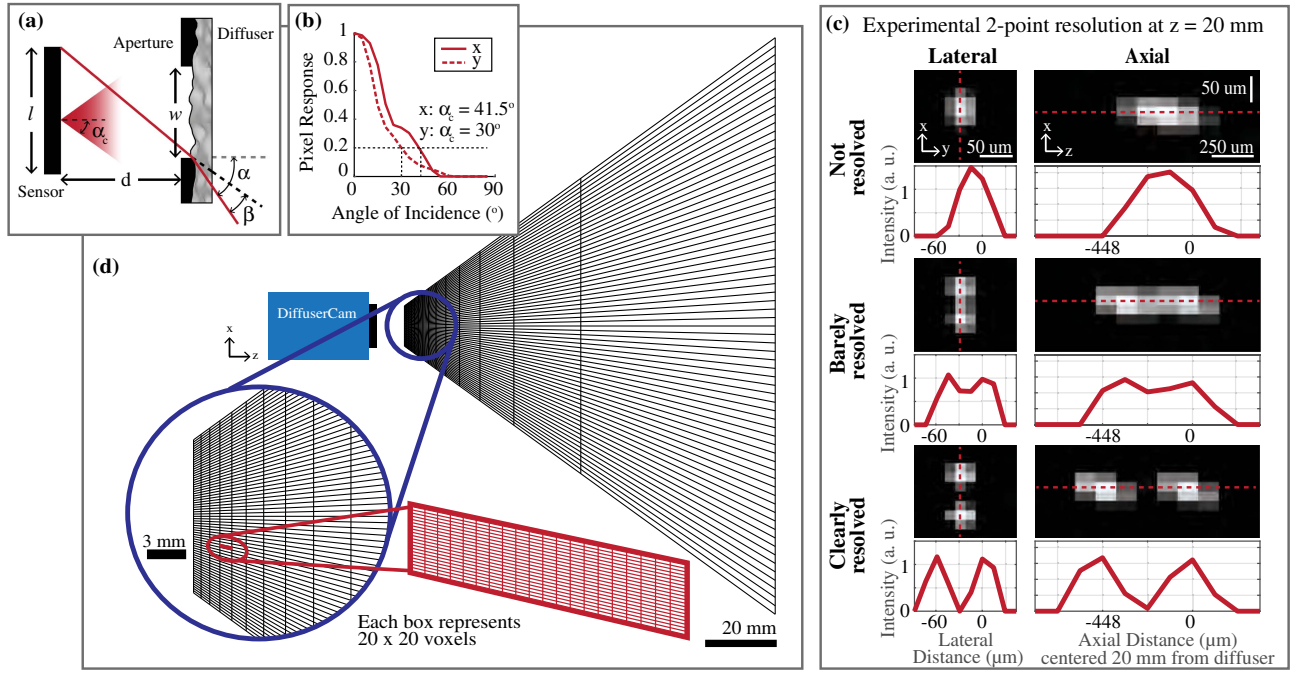 (a)
Aperture
Diffuser
l
w
α_c
d
α
β
Sensor
(b)
x
y
1
0.8
0.6
0.4
0.2
0.2
0
x: α_c = 41.5°
y: α_c = 30°
0
30
60
90
Pixel Response
Angle of Incidence (°)
(c) Experimental 2-point resolution at z = 20 mm
Lateral
Axial
Not resolved
x
y
50 um
50 um
x
z
250 um
Intensity (a. u.)
1
0
-60
0
-448
0
Barely resolved
Intensity (a. u.)
1
0
-60
0
-448
0
Clearly resolved
Intensity (a. u.)
1
0
-60
0
-448
0
Lateral
Distance (µm)
Axial Distance (µm)
centered 20 mm from diffuser
(d)
DiffuserCam
x
z
3 mm
Each box represents
20 x 20 voxels
20 mm